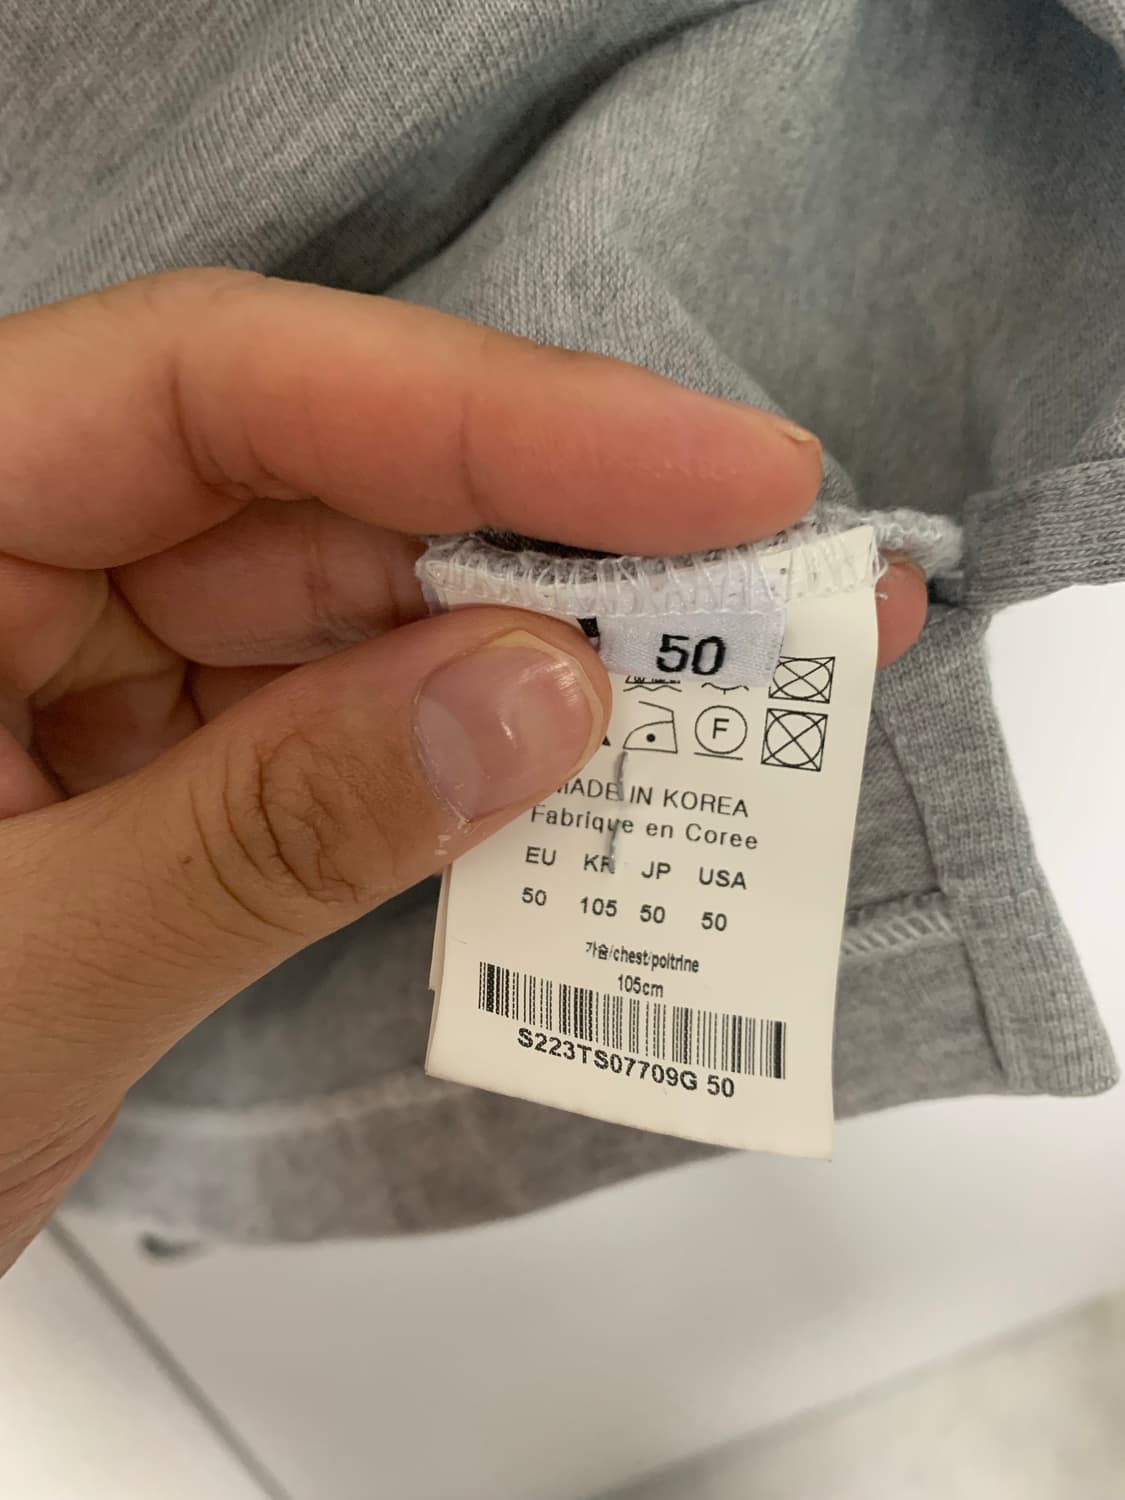 50
F
MADE IN KOREA
Fabrique en Coree
EU KR JP USA
50 105 50 50
가슴/chest/poitrine
105cm
S223TS07709G 50